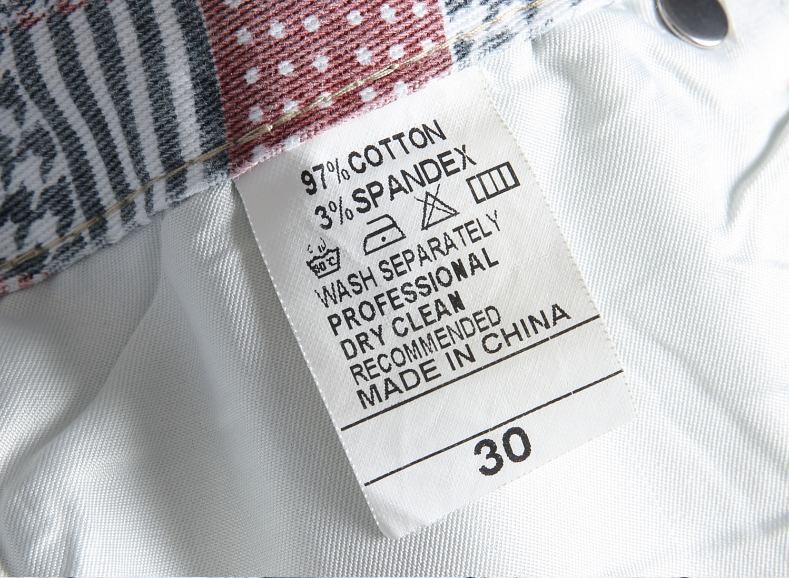 97% COTTON
3% SPANDEX
WASH SEPARATELY
PROFESSIONAL
DRY CLEAN
RECOMMENDED
MADE IN CHINA
30